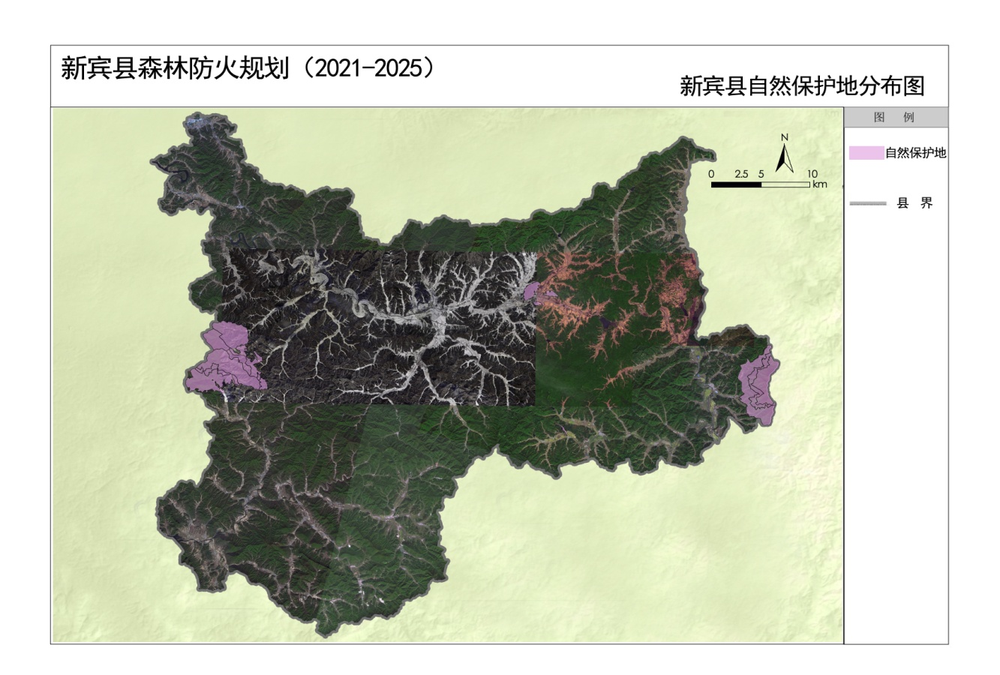 新宾县森林防火规划（2021-2025）
新宾县自然保护地分布图
图 例
自然保护地
县 界
N
0 2.5 5 10
km